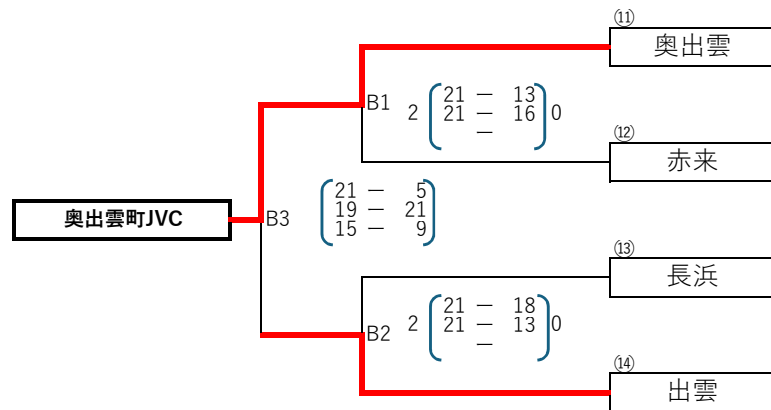 ⑪
奥出雲
B1
2
21 － 13
21 － 16
－
0
⑫
赤来
奥出雲町JVC
B3
21 － 5
19 － 21
15 － 9
⑬
長浜
B2
2
21 － 18
21 － 13
－
0
⑭
出雲